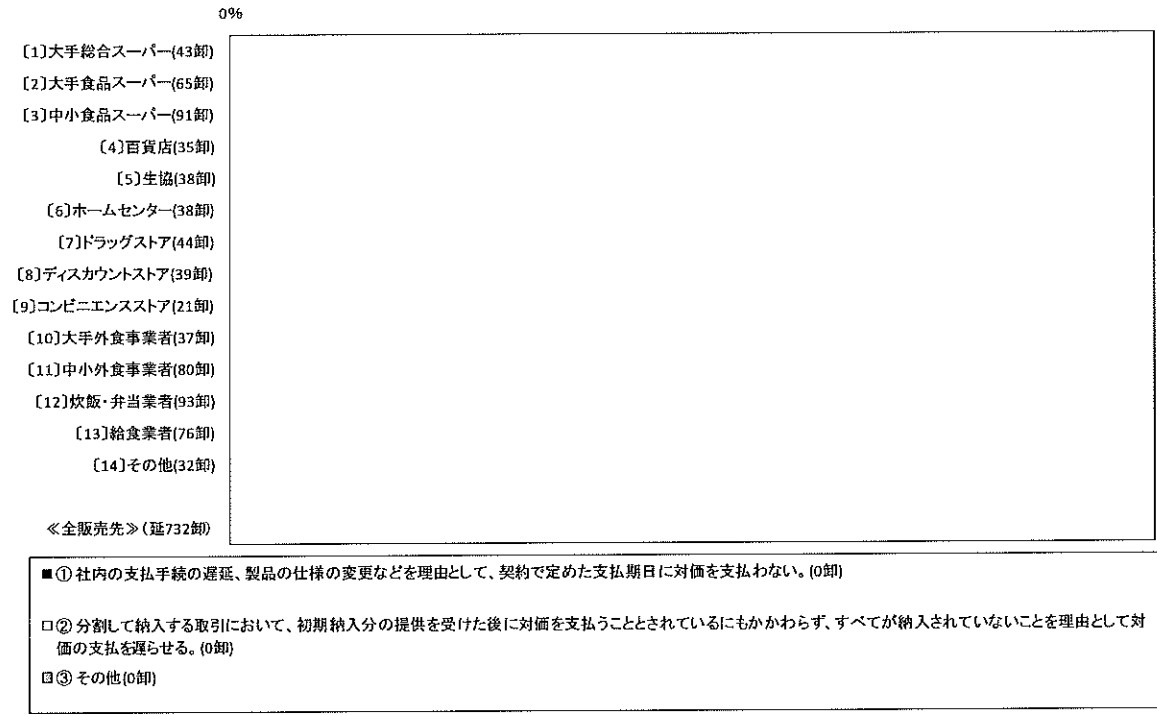 0%
〔1〕大手総合スーパー(43卸)
〔2〕大手食品スーパー(65卸)
〔3〕中小食品スーパー(91卸)
〔4〕百貨店(35卸)
〔5〕生協(38卸)
〔6〕ホームセンター(38卸)
〔7〕ドラッグストア(44卸)
〔8〕ディスカウントストア(39卸)
〔9〕コンビニエンスストア(21卸)
〔10〕大手外食事業者(37卸)
〔11〕中小外食事業者(80卸)
〔12〕炊飯・弁当業者(93卸)
〔13〕給食業者(76卸)
〔14〕その他(32卸)
≪全販売先≫(延732卸)
■① 社内の支払手続の遅延、製品の仕様の変更などを理由として、契約で定めた支払期日に対価を支払わない。(0卸)
□② 分割して納入する取引において、初期納入分の提供を受けた後に対価を支払うこととされているにもかかわらず、すべてが納入されていないことを理由として対
価の支払を遅らせる。(0卸)
③ その他(0卸)